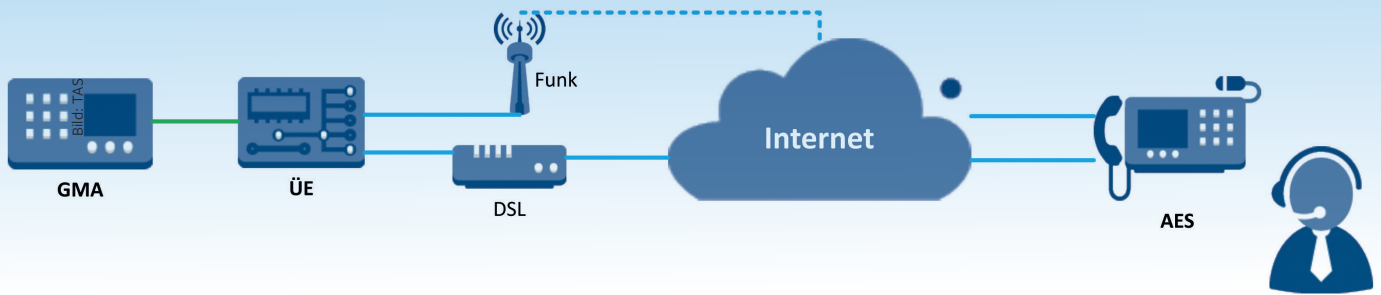 Funk
Bild: TAS
Internet
GMA
ÜE
DSL
AES